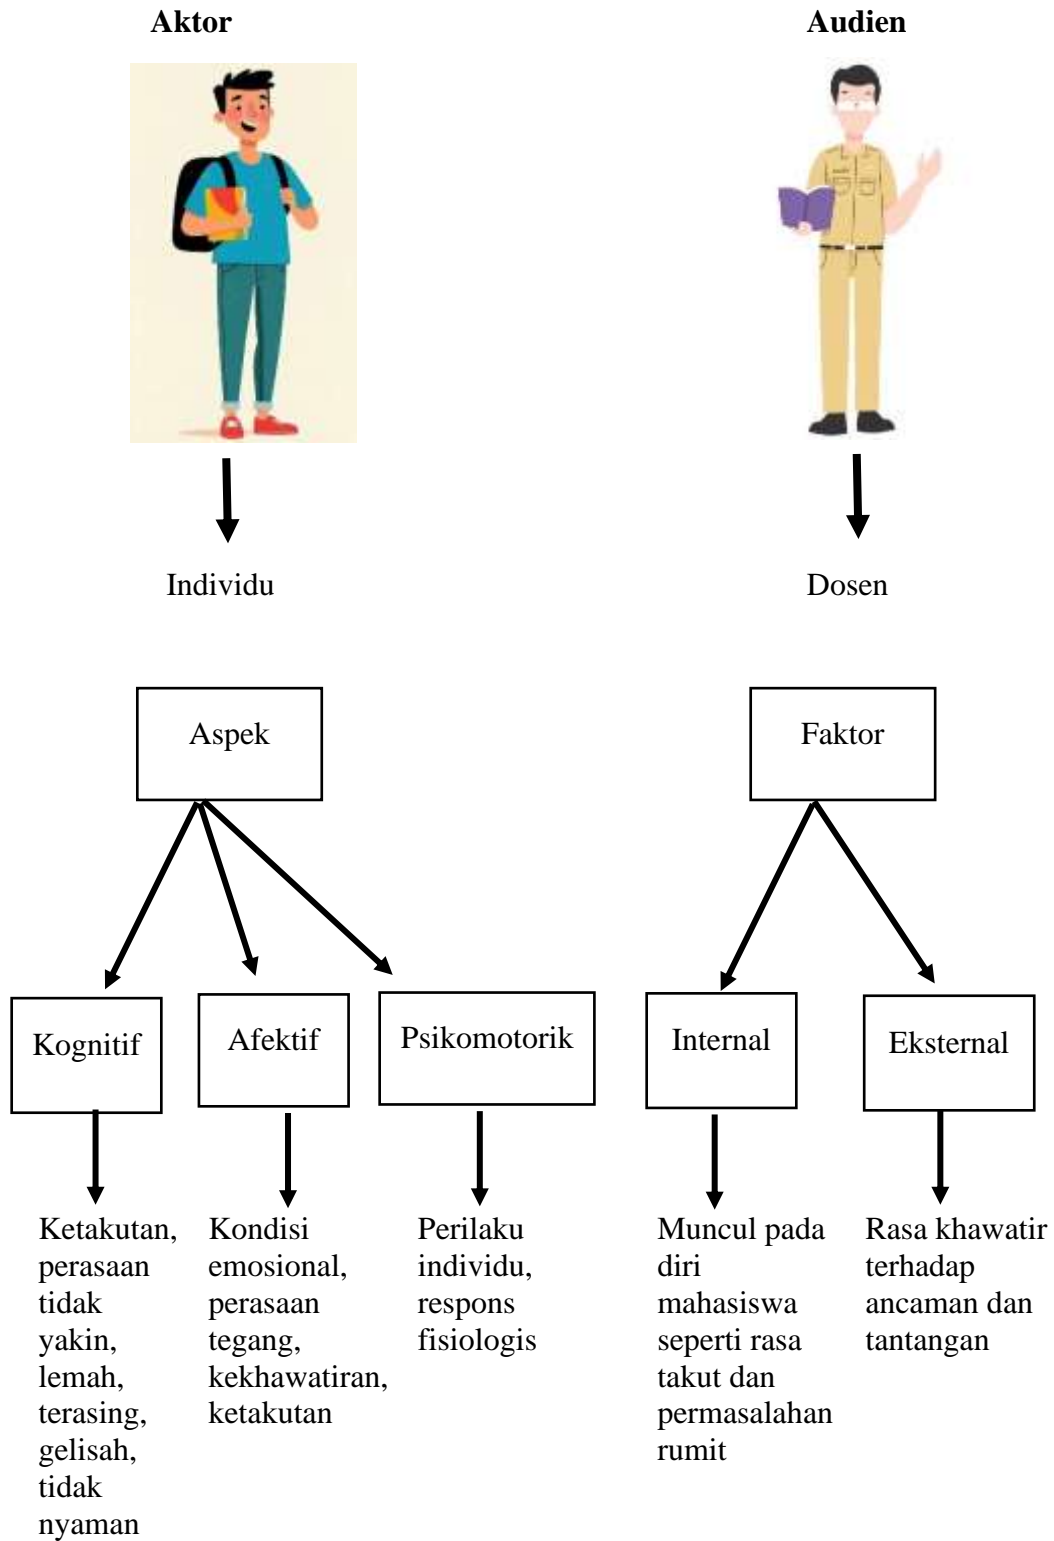 Aktor
Audien
Individu
Dosen
Aspek
Faktor
Kognitif
Afektif
Psikomotorik
Internal
Eksternal
Ketakutan,
perasaan
tidak
yakin,
lemah,
terasing,
gelisah,
tidak
nyaman
Kondisi
emosional,
perasaan
tegang,
kekhawatiran,
ketakutan
Perilaku
individu,
respons
fisiologis
Muncul pada
diri
mahasiswa
seperti rasa
takut dan
permasalahan
rumit
Rasa khawatir
terhadap
ancaman dan
tantangan